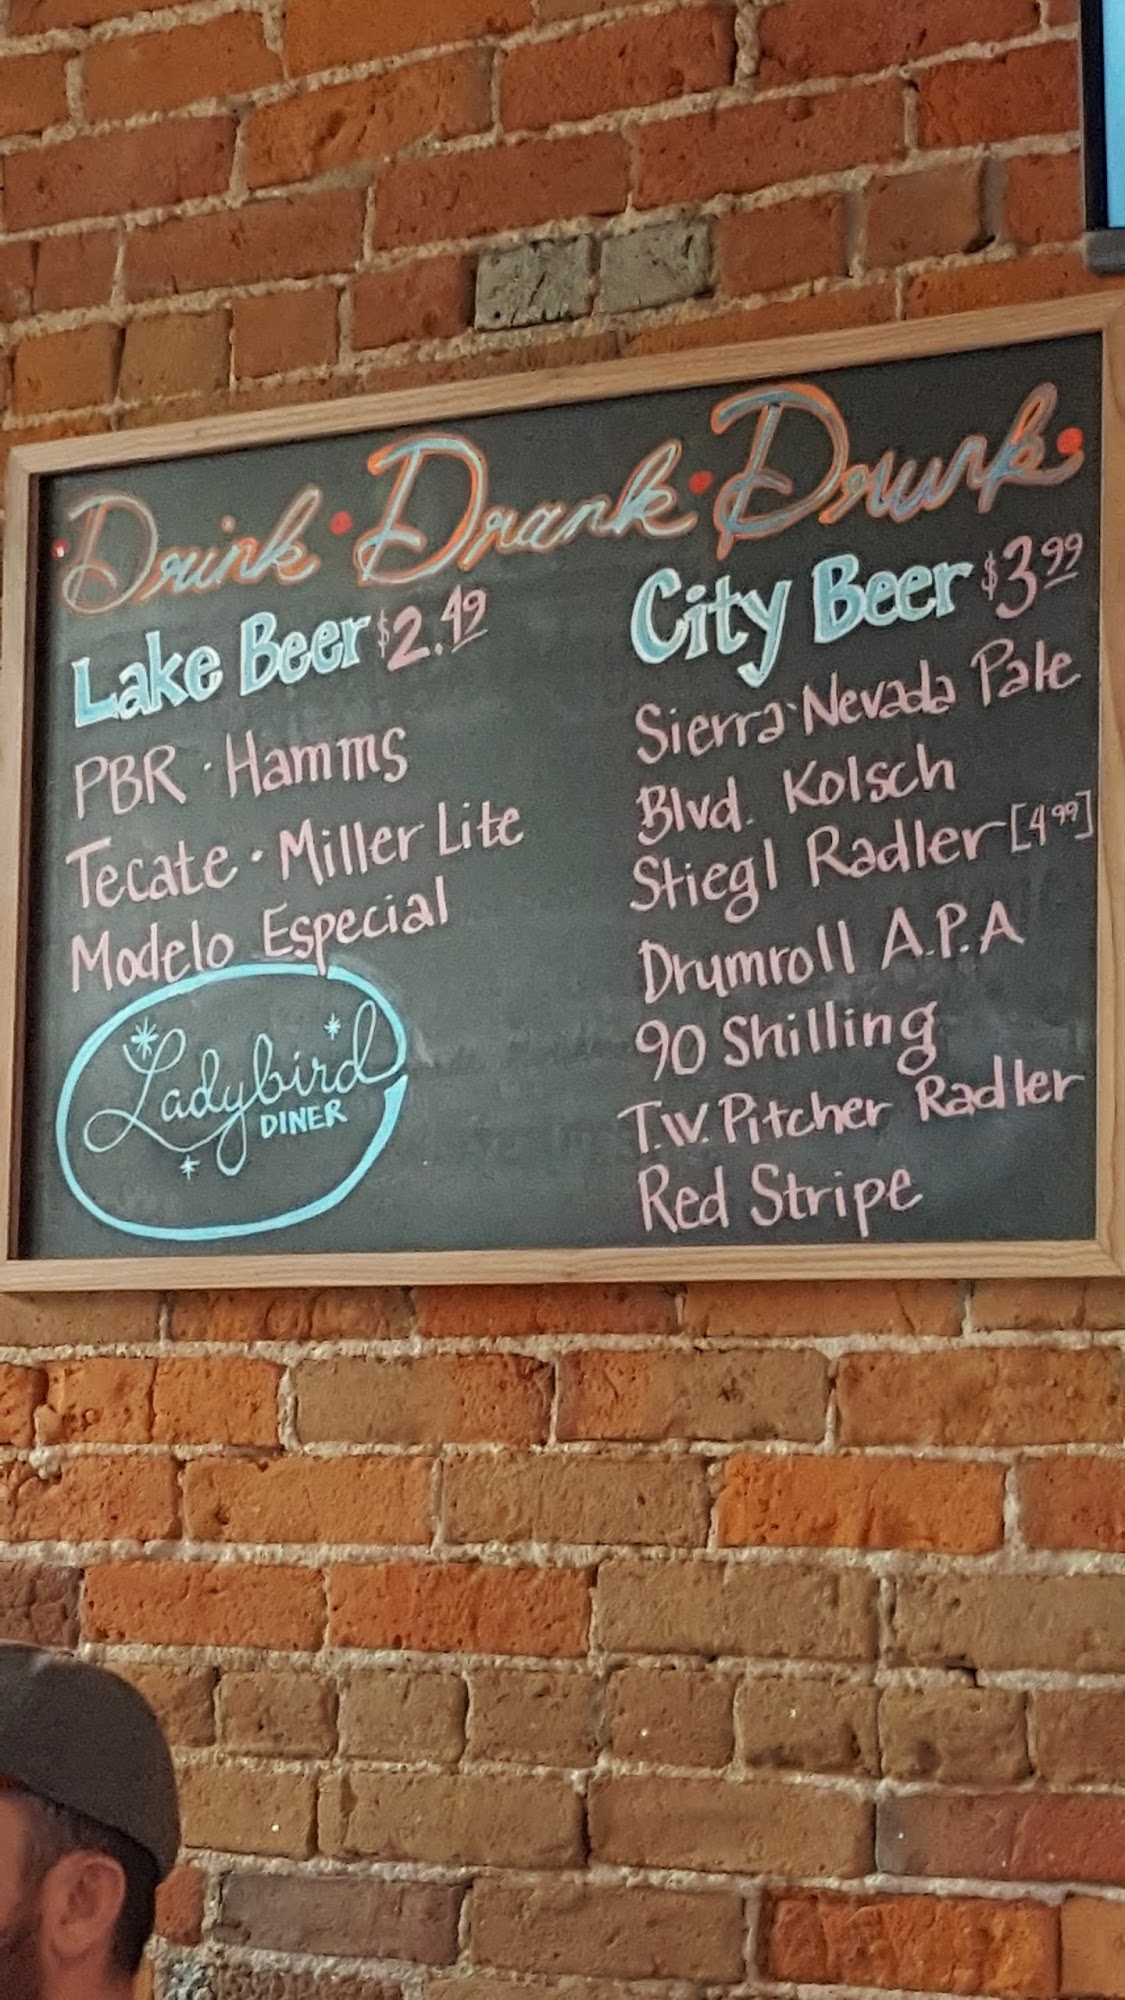 • Drink • Drank • Drunk •
Lake Beer $2.49
PBR • Hamms
Tecate • Miller Lite
Modelo Especial
Ladybird
DINER
City Beer $3.99
Sierra Nevada Pale
Blvd. Kolsch
Stiegl Radler [4.99]
Drumroll A.P.A
90 Shilling
T.W. Pitcher Radler
Red Stripe